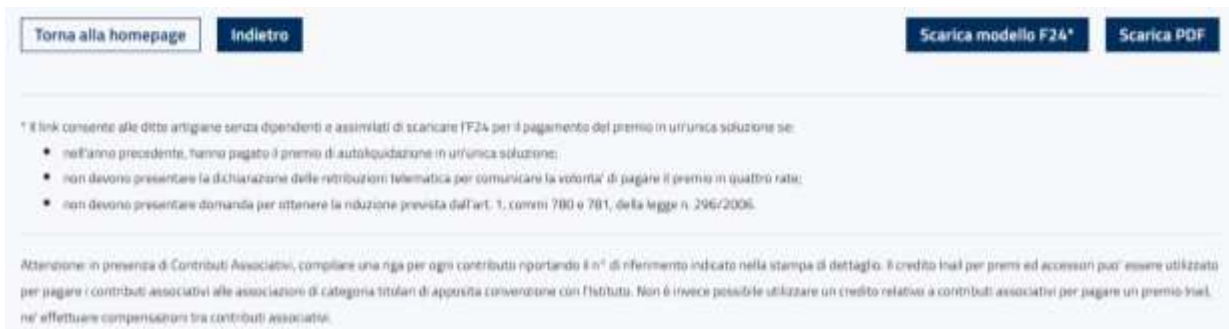 Torna alla homepage Indietro Scarica modello F24* Scarica PDF
* Il link consente alle ditte artigiane senza dipendenti e assimilati di scaricare l'F24 per il pagamento del premio in un'unica soluzione se:
• nell'anno precedente, hanno pagato il premio di autoliquidazione in un'unica soluzione;
• non devono presentare la dichiarazione delle retribuzioni telematica per comunicare la volonta' di pagare il premio in quattro rate;
• non devono presentare domanda per ottenere la riduzione prevista dall'art. 1, commi 780 e 781, della legge n. 296/2006.
Attenzione: in presenza di Contributi Associativi, compilare una riga per ogni contributo riportando il n° di riferimento indicato nella stampa di dettaglio. Il credito Inail per premi ed accessori puo' essere utilizzato
per pagare i contributi associativi alle associazioni di categoria titolari di apposita convenzione con l'Istituto. Non è invece possibile utilizzare un credito relativo a contributi associativi per pagare un premio Inail,
ne' effettuare compensazioni tra contributi associativi.